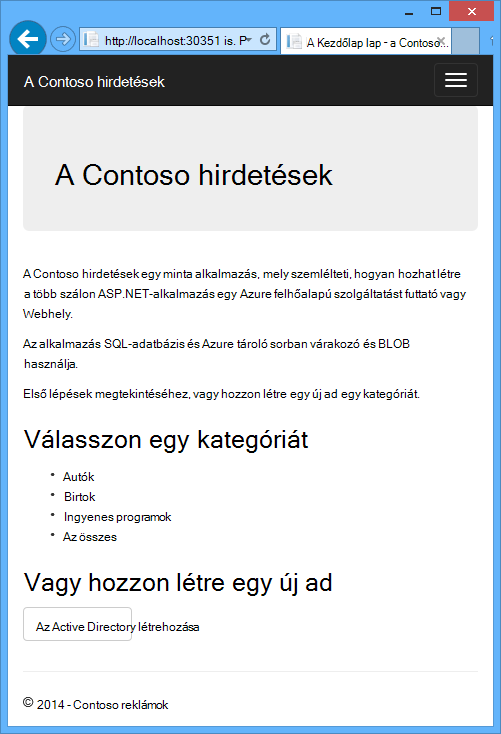 http://localhost:30351 is. P
A Kezdőlap lap - a Contoso...
A Contoso hirdetések
A Contoso hirdetések
A Contoso hirdetések egy minta alkalmazás, mely szemlélteti, hogyan hozhat létre
a több szálon ASP.NET-alkalmazás egy Azure felhőalapú szolgáltatást futtató vagy
Webhely.
Az alkalmazás SQL-adatbázis és Azure tároló sorban várakozó és BLOB
használja.
Első lépések megtekintéséhez, vagy hozzon létre egy új ad egy kategóriát.
Válasszon egy kategóriát
Autók
Birtok
Ingyenes programok
Az összes
Vagy hozzon létre egy új ad
Az Active Directory létrehozása
© 2014 - Contoso reklámok